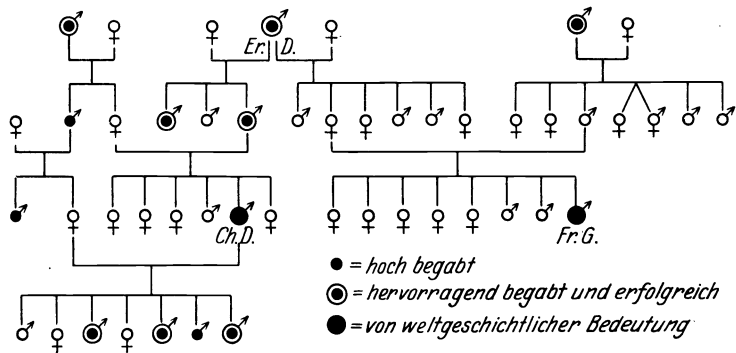 Er. D.
Ch. D.
Fr. G.
= hoch begabt
= hervorragend begabt und erfolgreich
= von weltgeschichtlicher Bedeutung